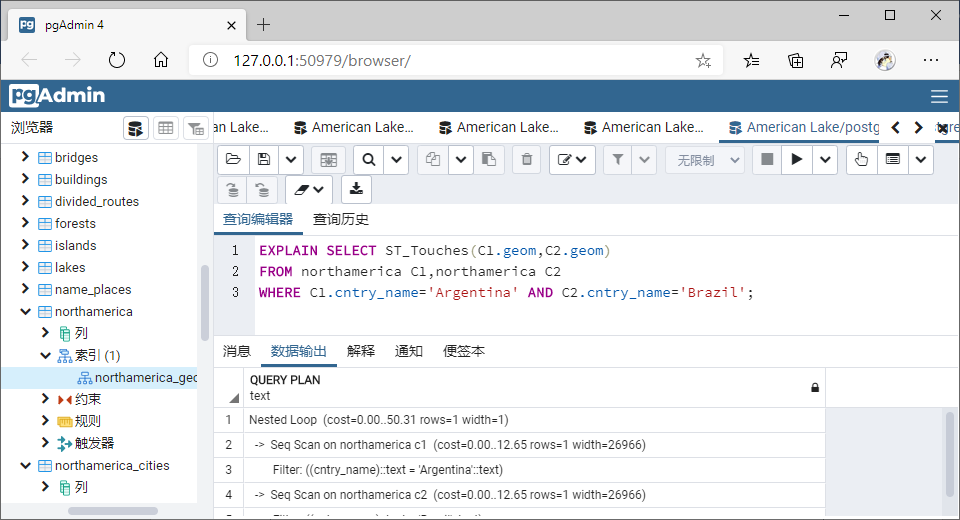 pgAdmin 4
127.0.0.1:50979/browser/
pgAdmin
浏览器
an Lake...
American Lake...
American Lake...
American Lake...
American Lake/postg
bridges
buildings
divided_routes
forests
islands
lakes
name_places
northamerica
列
索引 (1)
northamerica_geo
约束
规则
触发器
northamerica_cities
列
无限制
查询编辑器 查询历史
1 EXPLAIN SELECT ST_Touches(C1.geom,C2.geom)
2 FROM northamerica C1,northamerica C2
3 WHERE C1.cntry_name='Argentina' AND C2.cntry_name='Brazil';
消息 数据输出 解释 通知 便签本
QUERY PLAN
text
1 Nested Loop (cost=0.00..50.31 rows=1 width=1)
2 -> Seq Scan on northamerica c1 (cost=0.00..12.65 rows=1 width=26966)
3 Filter: ((cntry_name)::text = 'Argentina'::text)
4 -> Seq Scan on northamerica c2 (cost=0.00..12.65 rows=1 width=26966)